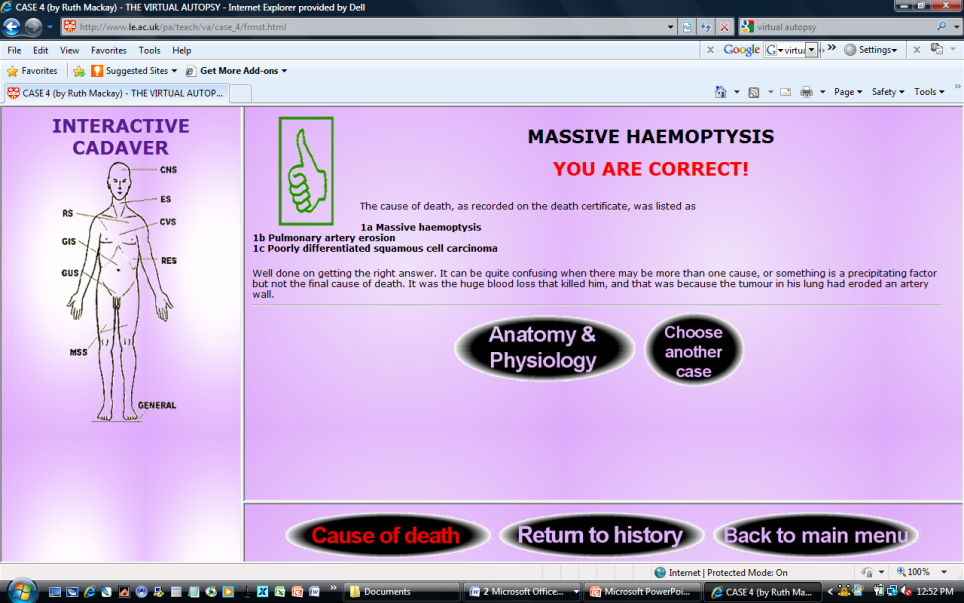 CASE 4 (by Ruth Mackay) - THE VIRTUAL AUTOPSY - Internet Explorer provided by Dell
http://www.le.ac.uk/pa/teach/va/case_4/frmst.html
virtual autopsy
File Edit View Favorites Tools Help
Google
G virtu
Settings
Favorites Suggested Sites Get More Add-ons
CASE 4 (by Ruth Mackay) - THE VIRTUAL AUTOP...
Page Safety Tools
INTERACTIVE
CADAVER
CNS
ES
RS
CVS
GIS
RES
GUS
MSS
GENERAL
MASSIVE HAEMOPTYSIS
YOU ARE CORRECT!
The cause of death, as recorded on the death certificate, was listed as
1a Massive haemoptysis
1b Pulmonary artery erosion
1c Poorly differentiated squamous cell carcinoma
Well done on getting the right answer. It can be quite confusing when there may be more than one cause, or something is a precipitating factor
but not the final cause of death. It was the huge blood loss that killed him, and that was because the tumour in his lung had eroded an artery
wall.
Anatomy &
Physiology
Choose
another
case
Cause of death
Return to history
Back to main menu
Internet | Protected Mode: On
100%
Documents
2 Microsoft Office...
Microsoft PowerPoi...
CASE 4 (by Ruth Ma...
12:52 PM